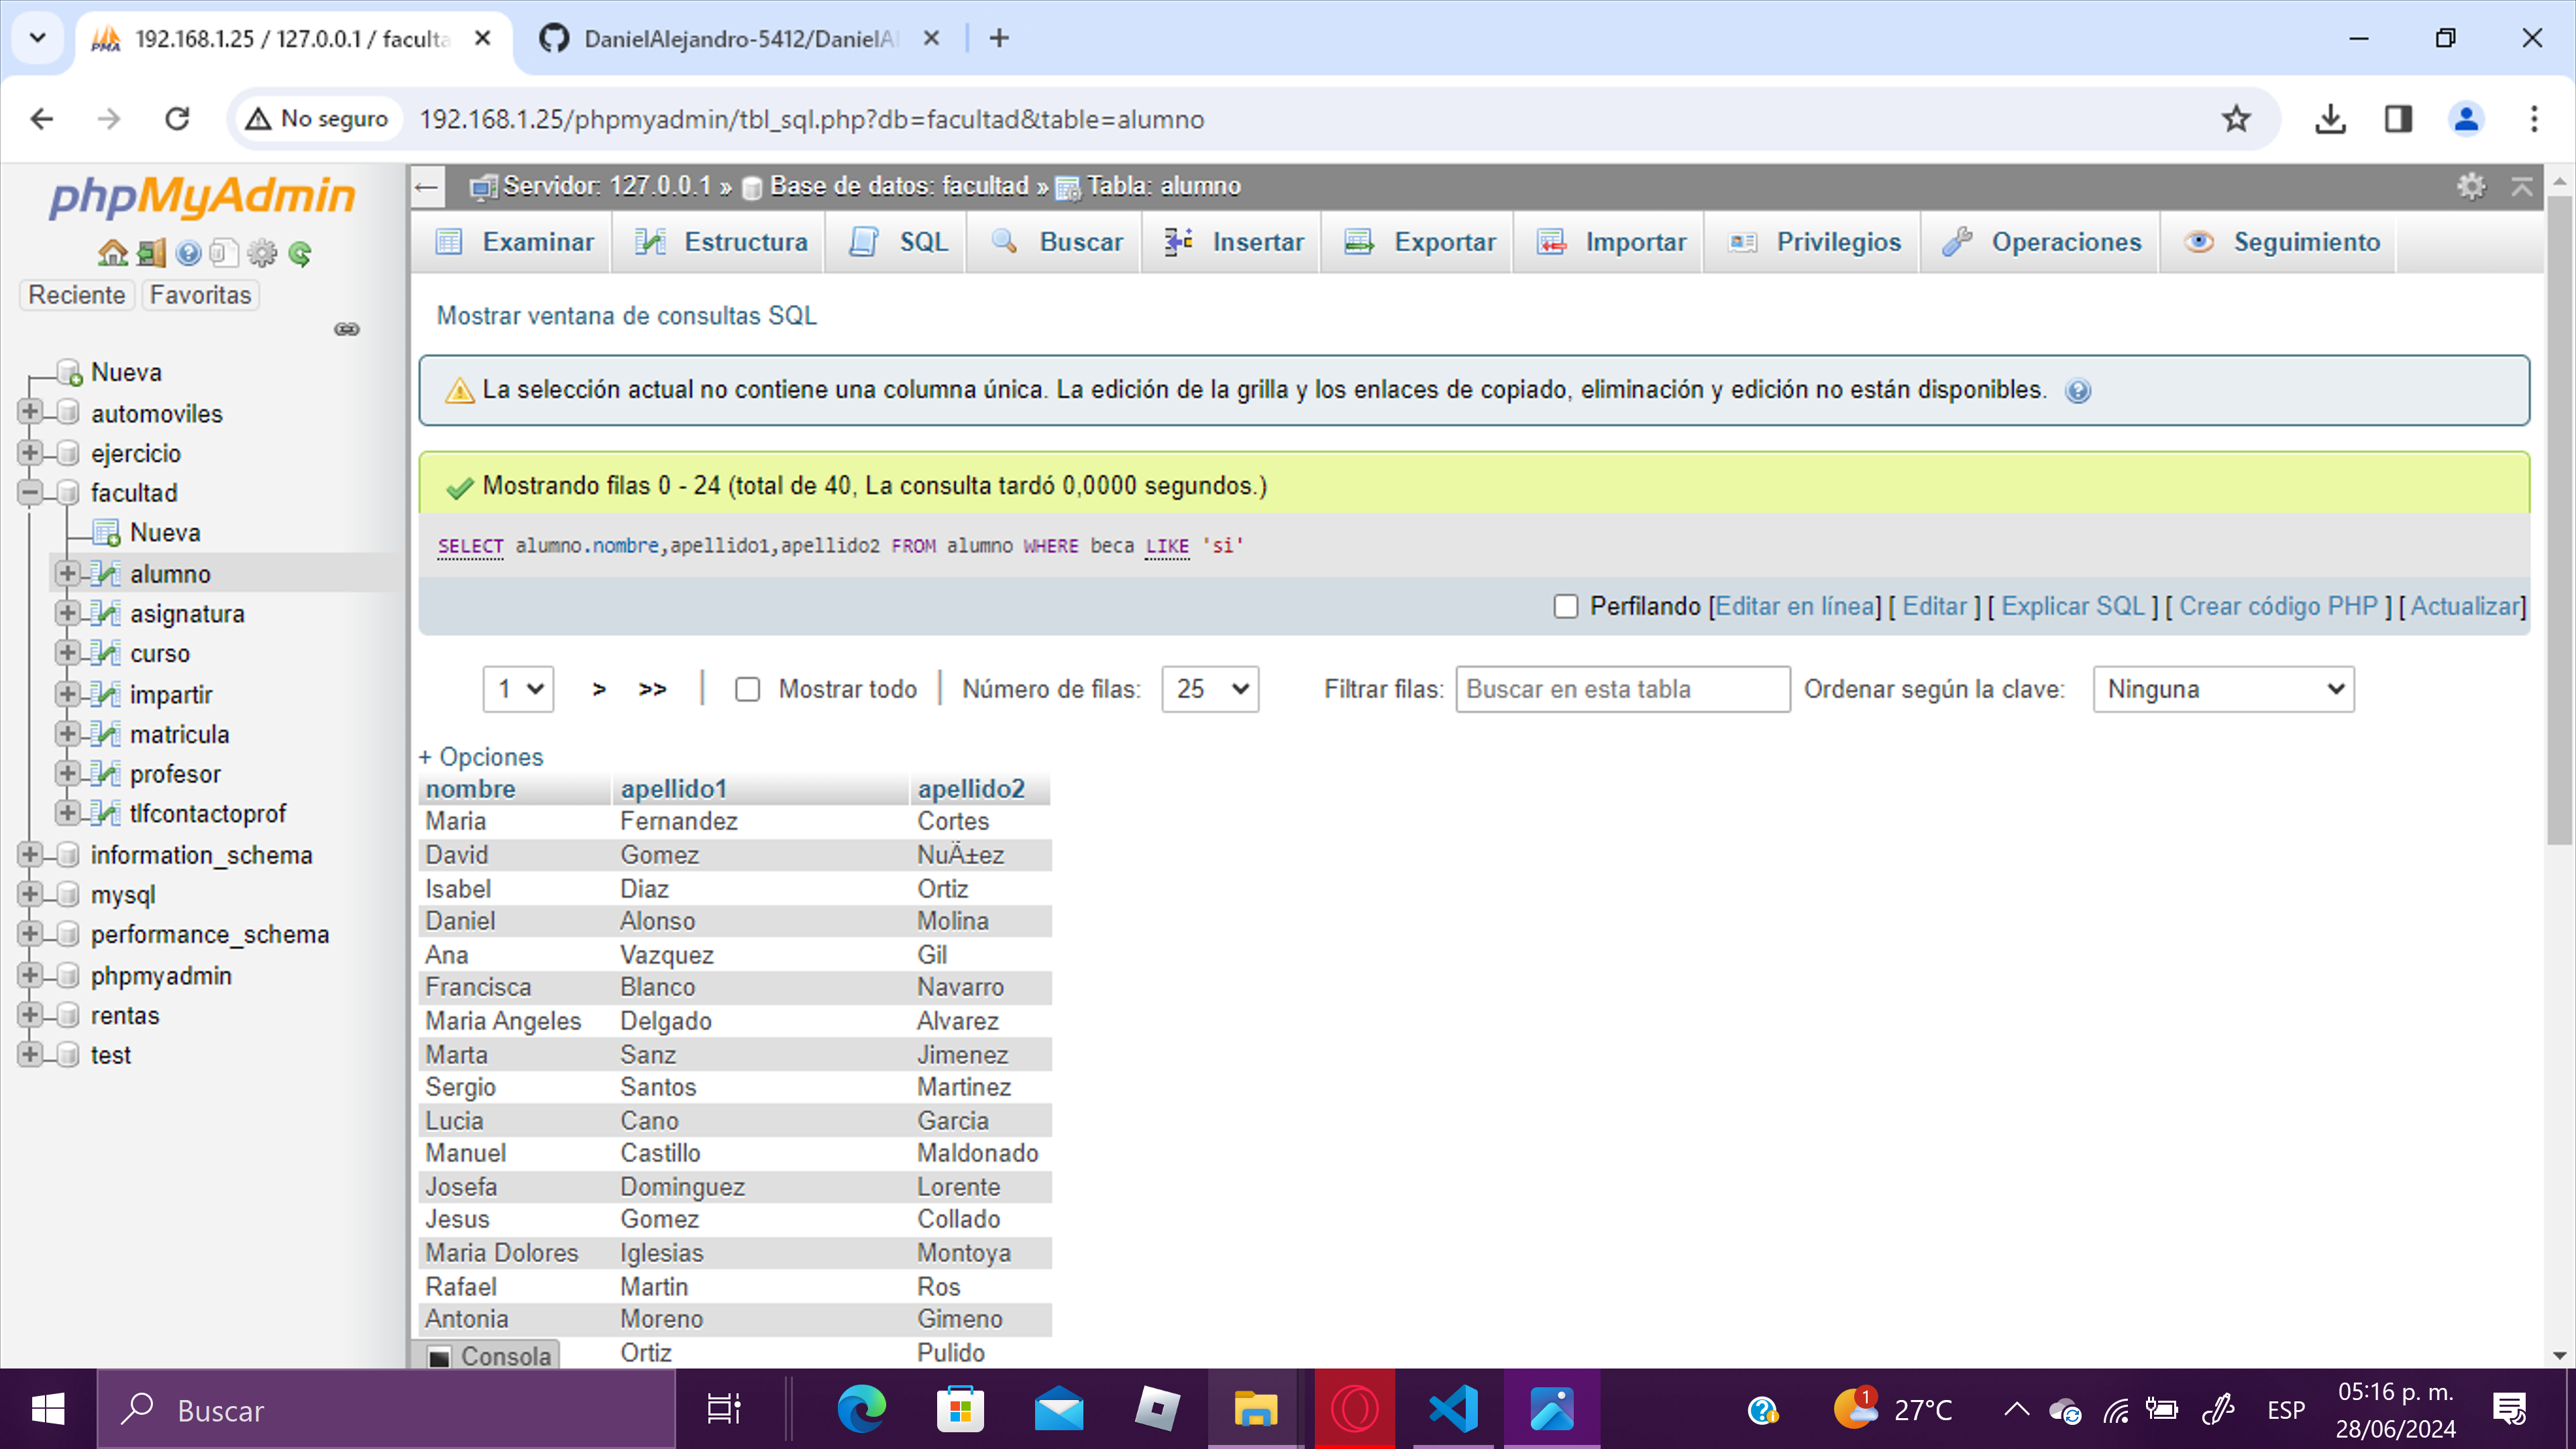 192.168.1.25 / 127.0.0.1 / faculta
DanielAlejandro-5412/DanielAl
No seguro
192.168.1.25/phpmyadmin/tbl_sql.php?db=facultad&table=alumno
phpMyAdmin
Reciente Favoritas
Nueva
automoviles
ejercicio
facultad
Nueva
alumno
asignatura
curso
impartir
matricula
profesor
tlfcontactoprof
information_schema
mysql
performance_schema
phpmyadmin
rentas
test
Servidor: 127.0.0.1 » Base de datos: facultad » Tabla: alumno
Examinar Estructura SQL Buscar Insertar Exportar Importar Privilegios Operaciones Seguimiento
Mostrar ventana de consultas SQL
La selección actual no contiene una columna única. La edición de la grilla y los enlaces de copiado, eliminación y edición no están disponibles.
Mostrando filas 0 - 24 (total de 40, La consulta tardó 0,0000 segundos.)
SELECT alumno.nombre,apellido1,apellido2 FROM alumno WHERE beca LIKE 'si'
Perfilando [Editar en línea] [ Editar ] [ Explicar SQL ] [ Crear código PHP ] [ Actualizar]
1 > >> | Mostrar todo | Número de filas: 25 Filtrar filas: Buscar en esta tabla Ordenar según la clave: Ninguna
+ Opciones
nombre apellido1 apellido2
Maria Fernandez Cortes
David Gomez NuÄ±ez
Isabel Diaz Ortiz
Daniel Alonso Molina
Ana Vazquez Gil
Francisca Blanco Navarro
Maria Angeles Delgado Alvarez
Marta Sanz Jimenez
Sergio Santos Martinez
Lucia Cano Garcia
Manuel Castillo Maldonado
Josefa Dominguez Lorente
Jesus Gomez Collado
Maria Dolores Iglesias Montoya
Rafael Martin Ros
Antonia Moreno Gimeno
Ortiz Pulido
Consola
Buscar
1
27°C
ESP
05:16 p. m.
28/06/2024